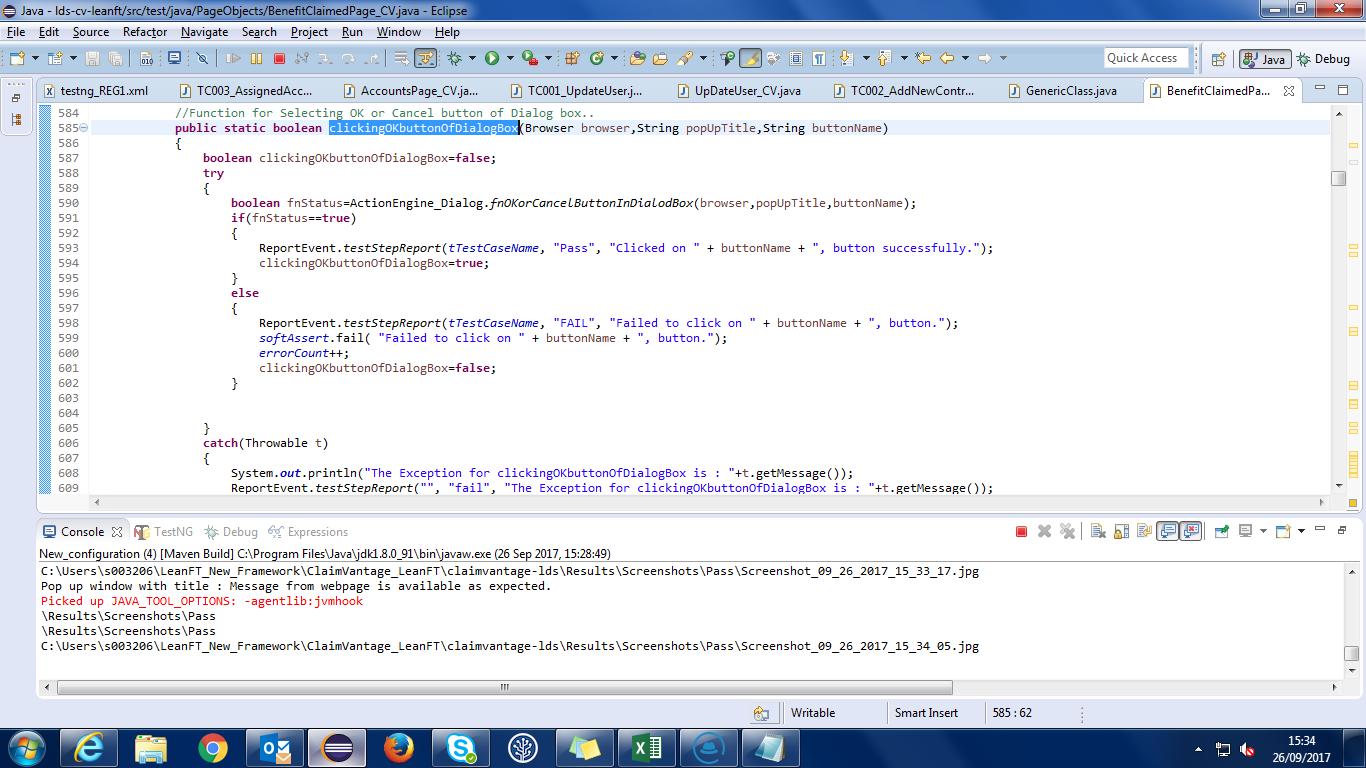 Java - lds-cv-leanft/src/test/java/PageObjects/BenefitClaimedPage_CV.java - Eclipse
File Edit Source Refactor Navigate Search Project Run Window Help
Quick Access Java Debug
testng_REG1.xml TC003_AssignedAcc... AccountsPage_CV.ja... TC001_UpdateUser.j... UpDateUser_CV.java TC002_AddNewContr... GenericClass.java BenefitClaimedPa...
584 //Function for Selecting OK or Cancel button of Dialog box..
585 public static boolean clickingOKbuttonOfDialogBox(Browser browser,String popUpTitle,String buttonName)
586 {
587 boolean clickingOKbuttonOfDialogBox=false;
588 try
589 {
590 boolean fnStatus=ActionEngine_Dialog.fnOKorCancelButtonInDialodBox(browser,popUpTitle,buttonName);
591 if(fnStatus==true)
592 {
593 ReportEvent.testStepReport(tTestCaseName, "Pass", "Clicked on " + buttonName + ", button successfully.");
594 clickingOKbuttonOfDialogBox=true;
595 }
596 else
597 {
598 ReportEvent.testStepReport(tTestCaseName, "FAIL", "Failed to click on " + buttonName + ", button.");
599 softAssert.fail( "Failed to click on " + buttonName + ", button.");
600 errorCount++;
601 clickingOKbuttonOfDialogBox=false;
602 }
603
604
605 }
606 catch(Throwable t)
607 {
608 System.out.println("The Exception for clickingOKbuttonOfDialogBox is : "+t.getMessage());
609 ReportEvent.testStepReport("", "fail", "The Exception for clickingOKbuttonOfDialogBox is : "+t.getMessage());
Console TestNG Debug Expressions
New_configuration (4) [Maven Build] C:\Program Files\Java\jdk1.8.0_91\bin\javaw.exe (26 Sep 2017, 15:28:49)
C:\Users\s003206\LeanFT_New_Framework\ClaimVantage_LeanFT\claimvantage-lds\Results\Screenshots\Pass\Screenshot_09_26_2017_15_33_17.jpg
Pop up window with title : Message from webpage is available as expected.
Picked up JAVA_TOOL_OPTIONS: -agentlib:jvmhook
\Results\Screenshots\Pass
\Results\Screenshots\Pass
C:\Users\s003206\LeanFT_New_Framework\ClaimVantage_LeanFT\claimvantage-lds\Results\Screenshots\Pass\Screenshot_09_26_2017_15_34_05.jpg
Writable Smart Insert 585 : 62
15:34
26/09/2017